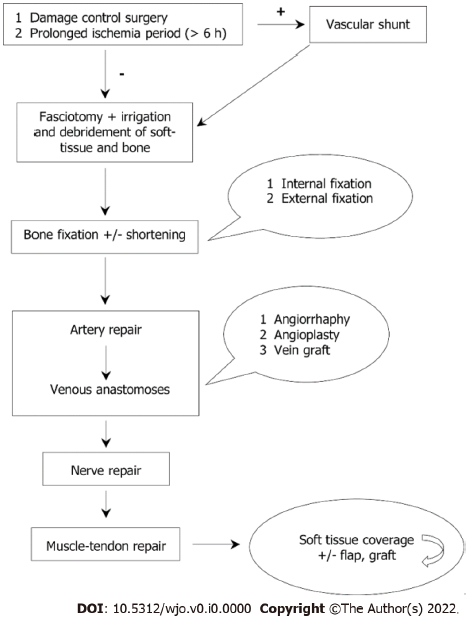 1 Damage control surgery
2 Prolonged ischemia period (> 6 h)
+
Vascular shunt
-
Fasciotomy + irrigation
and debridement of soft-
tissue and bone
1 Internal fixation
2 External fixation
Bone fixation +/- shortening
Artery repair
1 Angiorrhaphy
2 Angioplasty
3 Vein graft
Venous anastomoses
Nerve repair
Muscle-tendon repair
Soft tissue coverage
+/- flap, graft
DOI: 10.5312/wjo.v0.i0.0000 Copyright ©The Author(s) 2022.